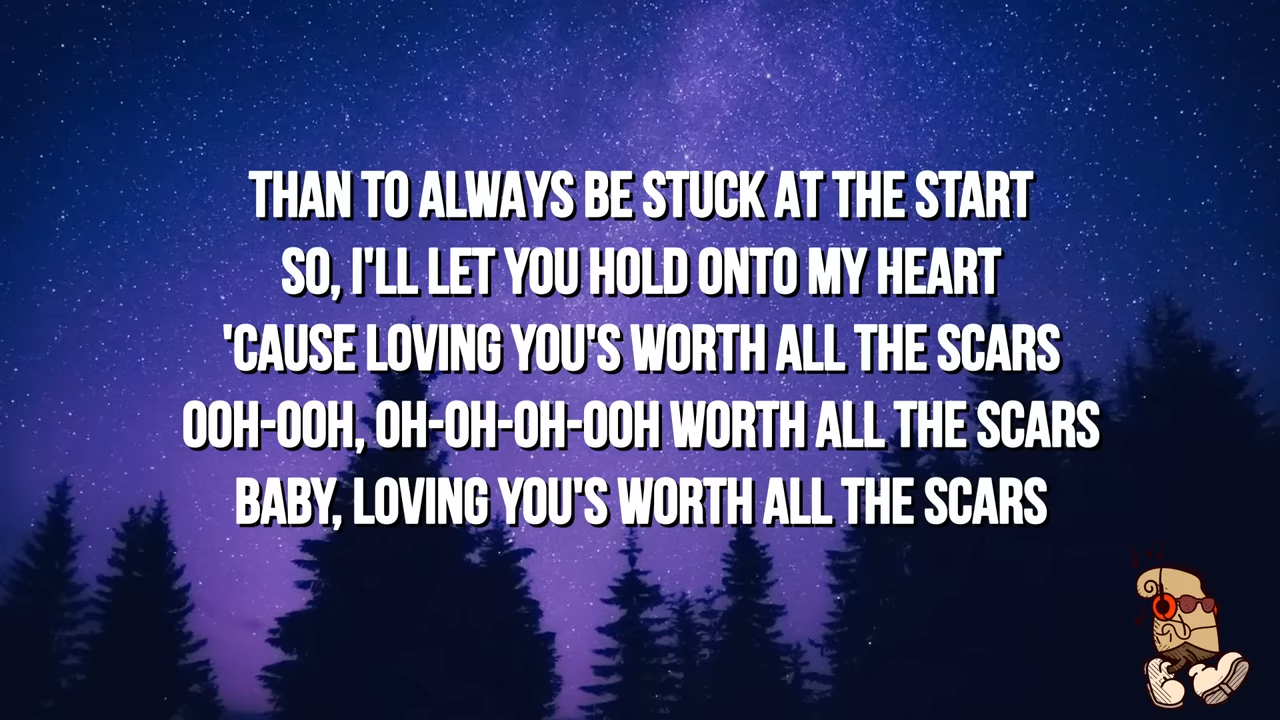 THAN TO ALWAYS BE STUCK AT THE START
SO, I'LL LET YOU HOLD ONTO MY HEART
'CAUSE LOVING YOU'S WORTH ALL THE SCARS
OOH-OOH, OH-OH-OH-OOH WORTH ALL THE SCARS
BABY, LOVING YOU'S WORTH ALL THE SCARS